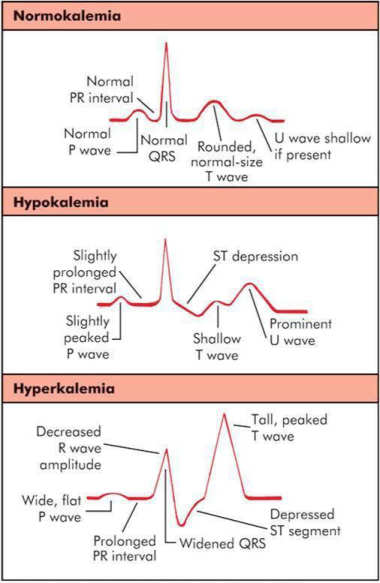 Normokalemia
Normal
PR interval
Normal
P wave
Normal
QRS
Rounded,
normal-size
T wave
U wave shallow
if present
Hypokalemia
Slightly
prolonged
PR interval
ST depression
Slightly
peaked
P wave
Shallow
T wave
Prominent
U wave
Hyperkalemia
Decreased
R wave
amplitude
Tall, peaked
T wave
Wide, flat
P wave
Prolonged
PR interval
Widened QRS
Depressed
ST segment